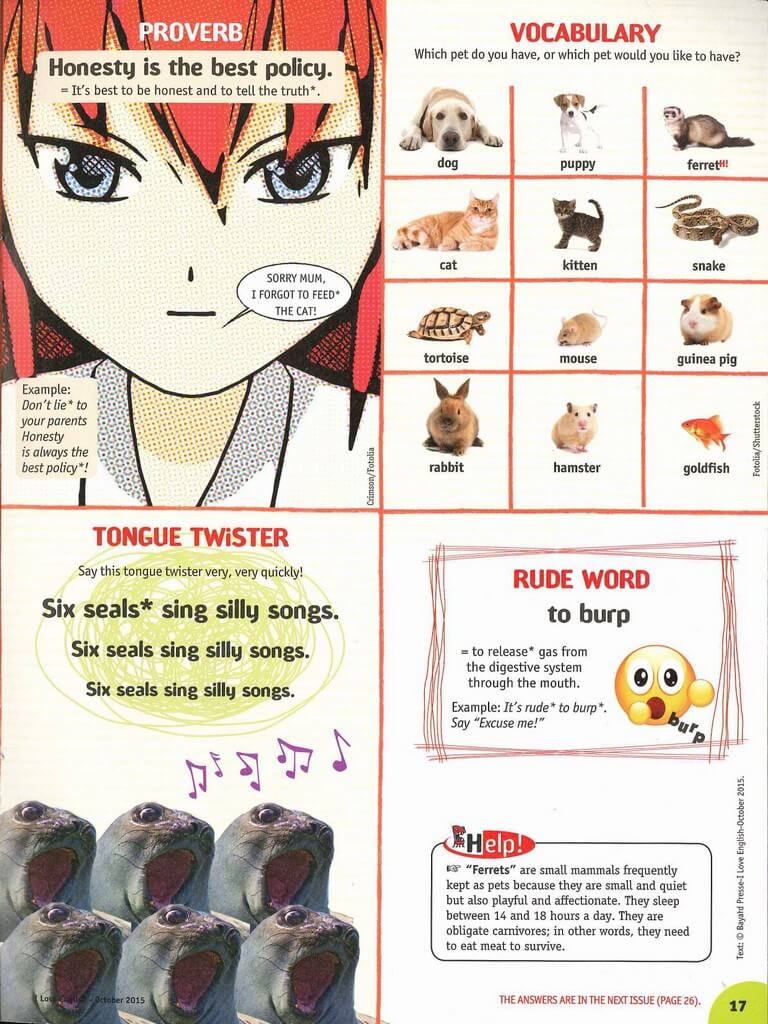 PROVERB
Honesty is the best policy.
= It's best to be honest and to tell the truth*.
SORRY MUM,
I FORGOT TO FEED*
THE CAT!
Example:
Don't lie* to
your parents
Honesty
is always the
best policy*!
Crimson/Fotolia
VOCABULARY
Which pet do you have, or which pet would you like to have?
dog
puppy
ferretH!
cat
kitten
snake
tortoise
mouse
guinea pig
rabbit
hamster
goldfish
Fotolia/Shutterstock
TONGUE TWiSTER
Say this tongue twister very, very quickly!
Six seals* sing silly songs.
Six seals sing silly songs.
Six seals sing silly songs.
I Love English - October 2015
RUDE WORD
to burp
= to release* gas from
the digestive system
through the mouth.
Example: It's rude* to burp*.
Say "Excuse me!"
burp
Help!
"Ferrets" are small mammals frequently
kept as pets because they are small and quiet
but also playful and affectionate. They sleep
between 14 and 18 hours a day. They are
obligate carnivores; in other words, they need
to eat meat to survive.
Text: © Bayard Presse-I Love English-October 2015.
THE ANSWERS ARE IN THE NEXT ISSUE (PAGE 26).
17